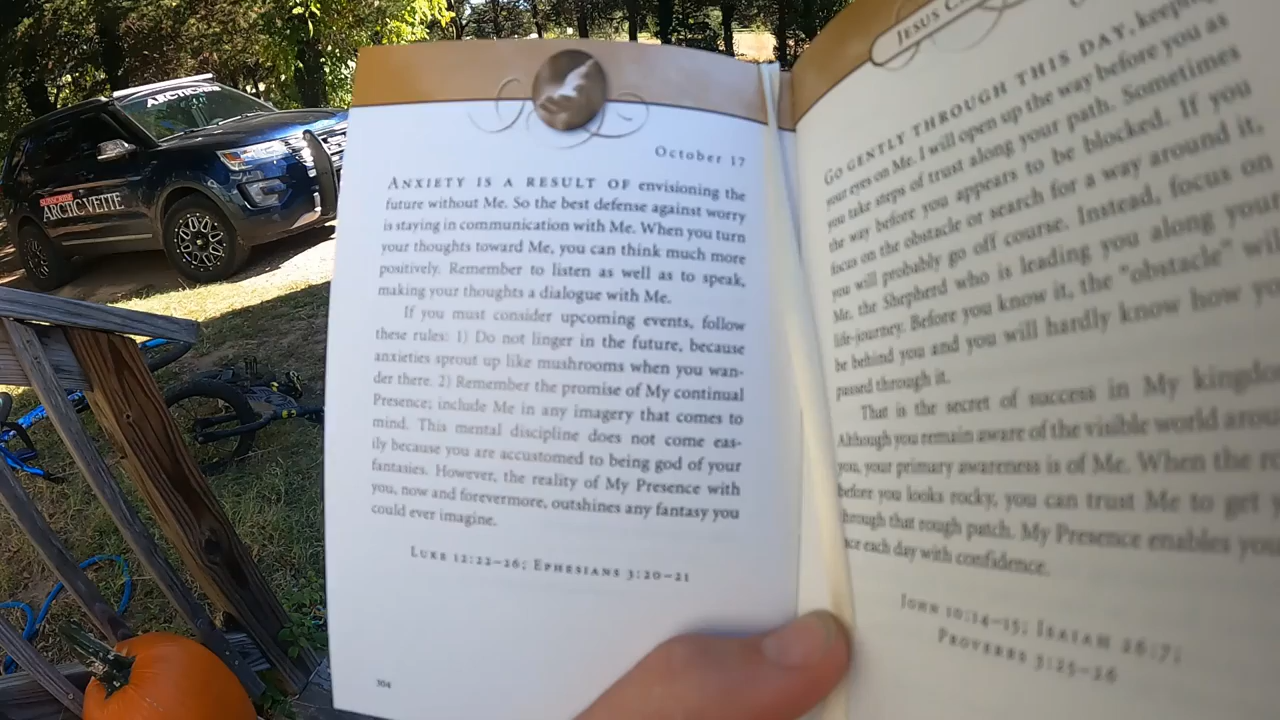 ARCTIC VETTE
SUBSCRIBE
ARCTIC VETTE
October 17
ANXIETY IS A RESULT OF envisioning the
future without Me. So the best defense against worry
is staying in communication with Me. When you turn
your thoughts toward Me, you can think much more
positively. Remember to listen as well as to speak,
making your thoughts a dialogue with Me.
If you must consider upcoming events, follow
these rules: 1) Do not linger in the future, because
anxieties sprout up like mushrooms when you wan-
der there. 2) Remember the promise of My continual
Presence; include Me in any imagery that comes to
mind. This mental discipline does not come eas-
ily because you are accustomed to being god of your
fantasies. However, the reality of My Presence with
you, now and forevermore, outshines any fantasy you
could ever imagine.
LUKE 12:22–26; EPHESIANS 3:20–21
304
JESUS CA
GO GENTLY THROUGH THIS DAY, keeping
your eyes on Me. I will open up the way before you as
you take steps of trust along your path. Sometimes
the way before you appears to be blocked. If you
focus on the obstacle or search for a way around it,
you will probably go off course. Instead, focus on
Me, the Shepherd who is leading you along your
life-journey. Before you know it, the "obstacle" will
be behind you and you will hardly know how yo
passed through it.
That is the secret of success in My kingdo
Although you remain aware of the visible world arou
you, your primary awareness is of Me. When the ro
before you looks rocky, you can trust Me to get y
through that rough patch. My Presence enables you
ace each day with confidence.
JOHN 10:14–15; ISAIAH 26:7;
PROVERBS 3:25–26